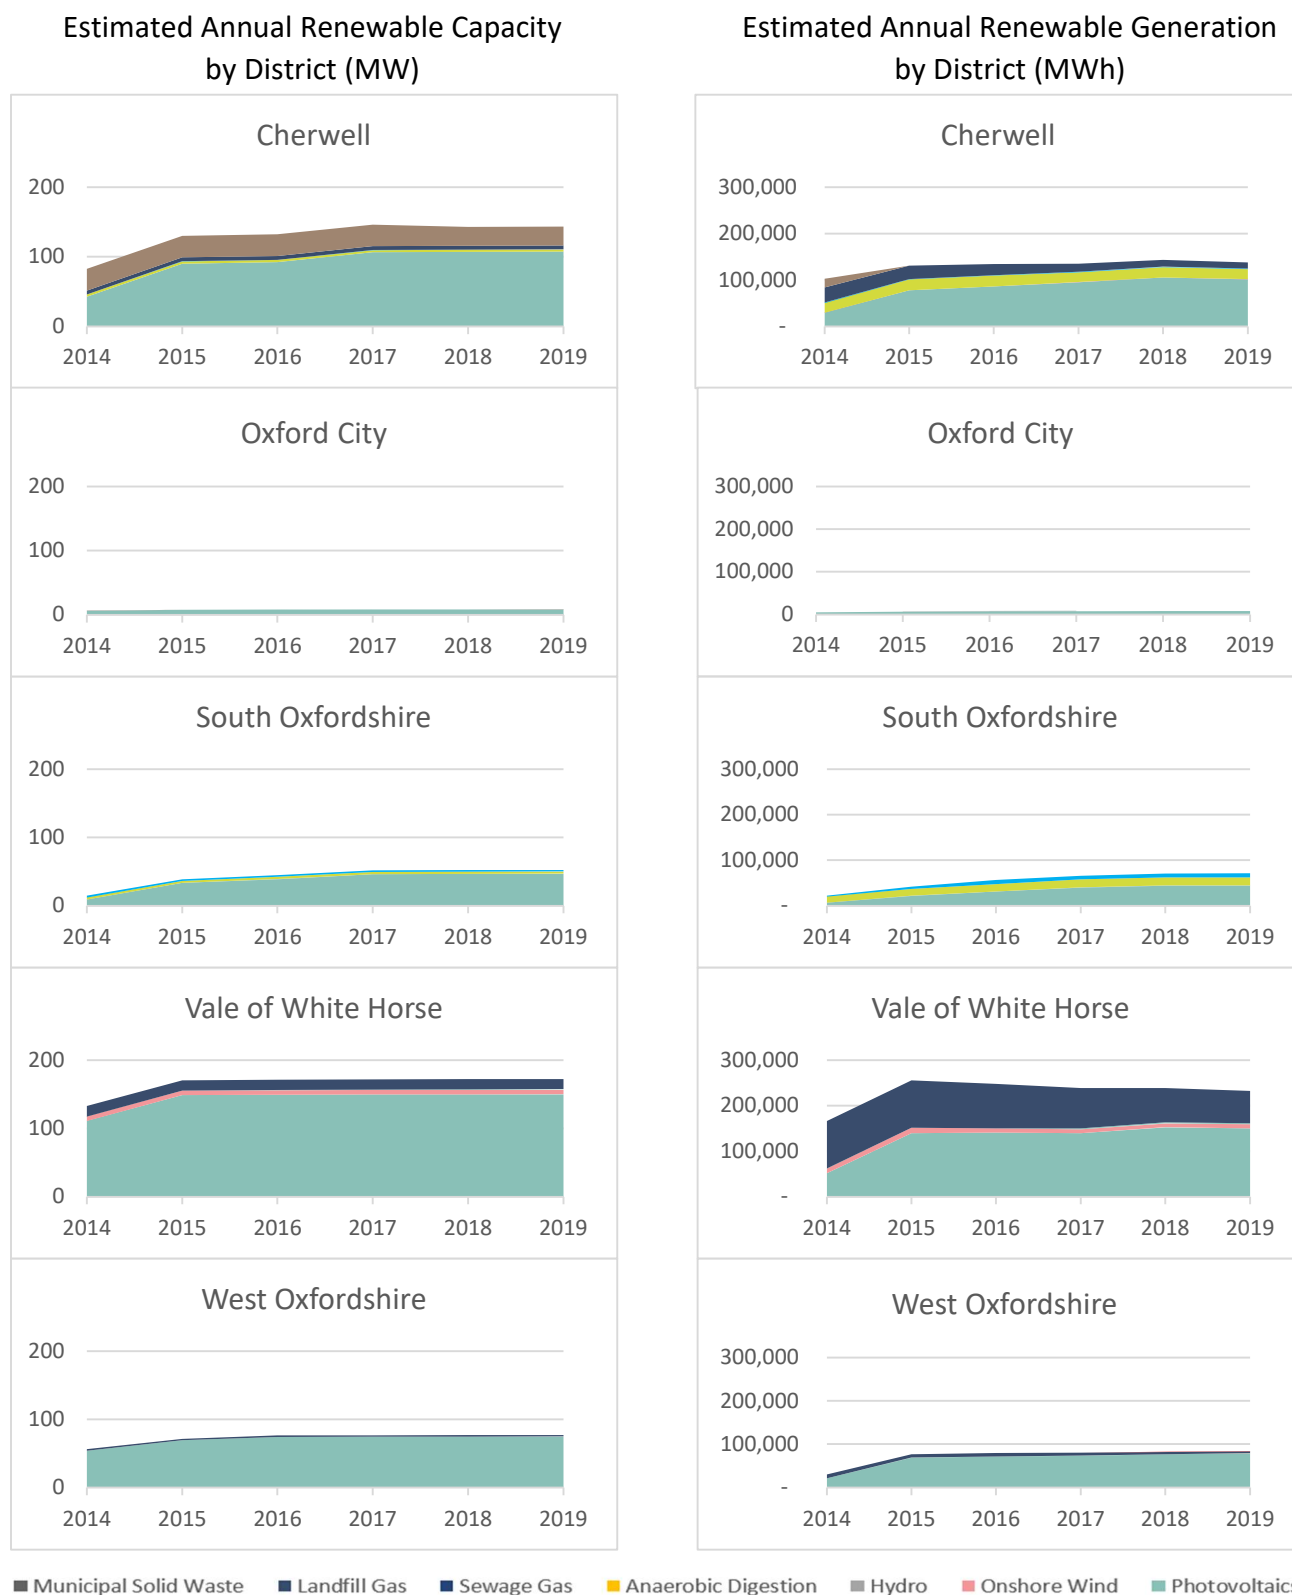 Estimated Annual Renewable Capacity
by District (MW)
Estimated Annual Renewable Generation
by District (MWh)
Cherwell
200
100
0
2014 2015 2016 2017 2018 2019
Cherwell
300,000
200,000
100,000
-
2014 2015 2016 2017 2018 2019
Oxford City
200
100
0
2014 2015 2016 2017 2018 2019
Oxford City
300,000
200,000
100,000
0
2014 2015 2016 2017 2018 2019
South Oxfordshire
200
100
0
2014 2015 2016 2017 2018 2019
South Oxfordshire
300,000
200,000
100,000
-
2014 2015 2016 2017 2018 2019
Vale of White Horse
200
100
0
2014 2015 2016 2017 2018 2019
Vale of White Horse
300,000
200,000
100,000
-
2014 2015 2016 2017 2018 2019
West Oxfordshire
200
100
0
2014 2015 2016 2017 2018 2019
West Oxfordshire
300,000
200,000
100,000
-
2014 2015 2016 2017 2018 2019
Municipal Solid Waste Landfill Gas Sewage Gas Anaerobic Digestion Hydro Onshore Wind Photovoltaics